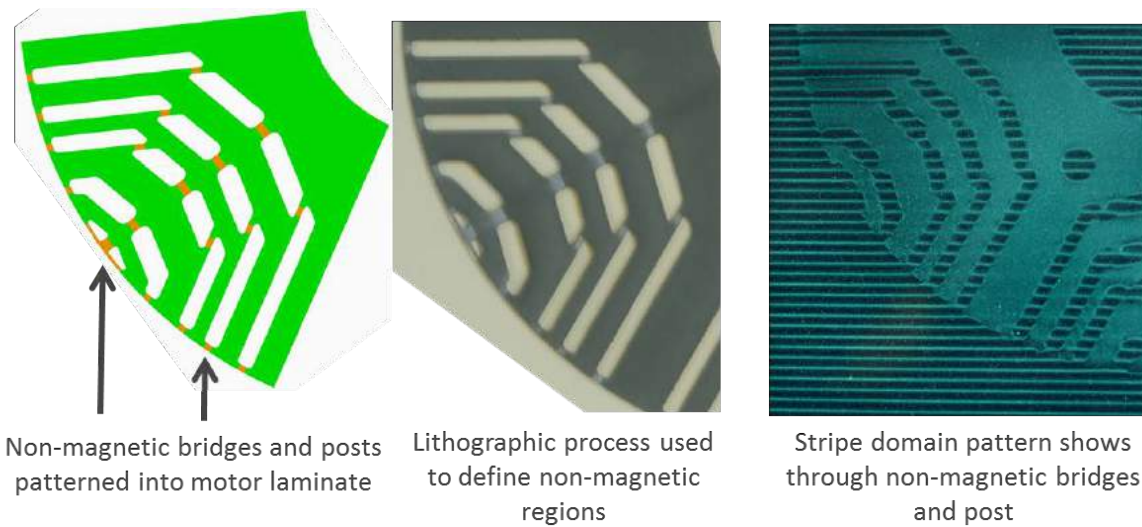 Non-magnetic bridges and posts
patterned into motor laminate
Lithographic process used
to define non-magnetic
regions
Stripe domain pattern shows
through non-magnetic bridges
and post